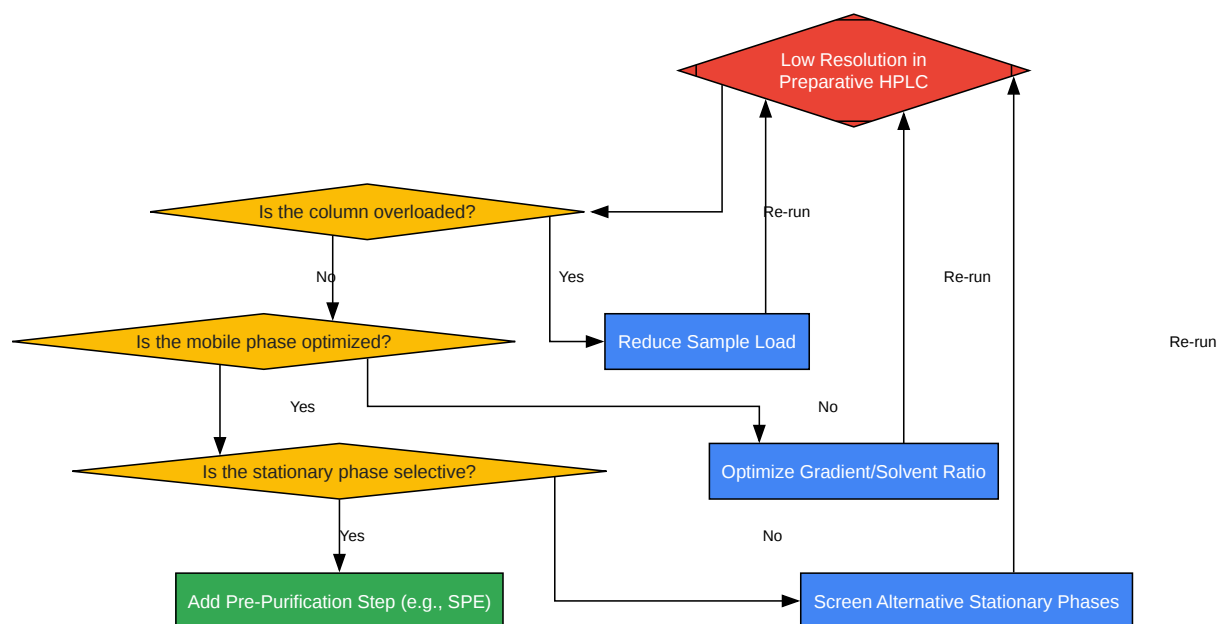 Low Resolution in
Preparative HPLC
Is the column overloaded?
Re-run
No
Yes
Re-run
Is the mobile phase optimized?
Reduce Sample Load
Re-run
Yes
No
Is the stationary phase selective?
Optimize Gradient/Solvent Ratio
Yes
No
Add Pre-Purification Step (e.g., SPE)
Screen Alternative Stationary Phases